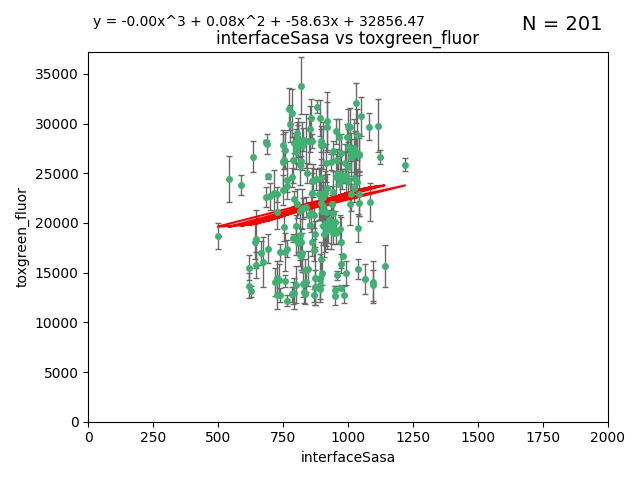 y = -0.00x^3 + 0.08x^2 + -58.63x + 32856.47
N = 201
interfaceSasa vs toxgreen_fluor
35000
30000
25000
20000
15000
10000
5000
0
toxgreen_fluor
0 250 500 750 1000 1250 1500 1750 2000
interfaceSasa